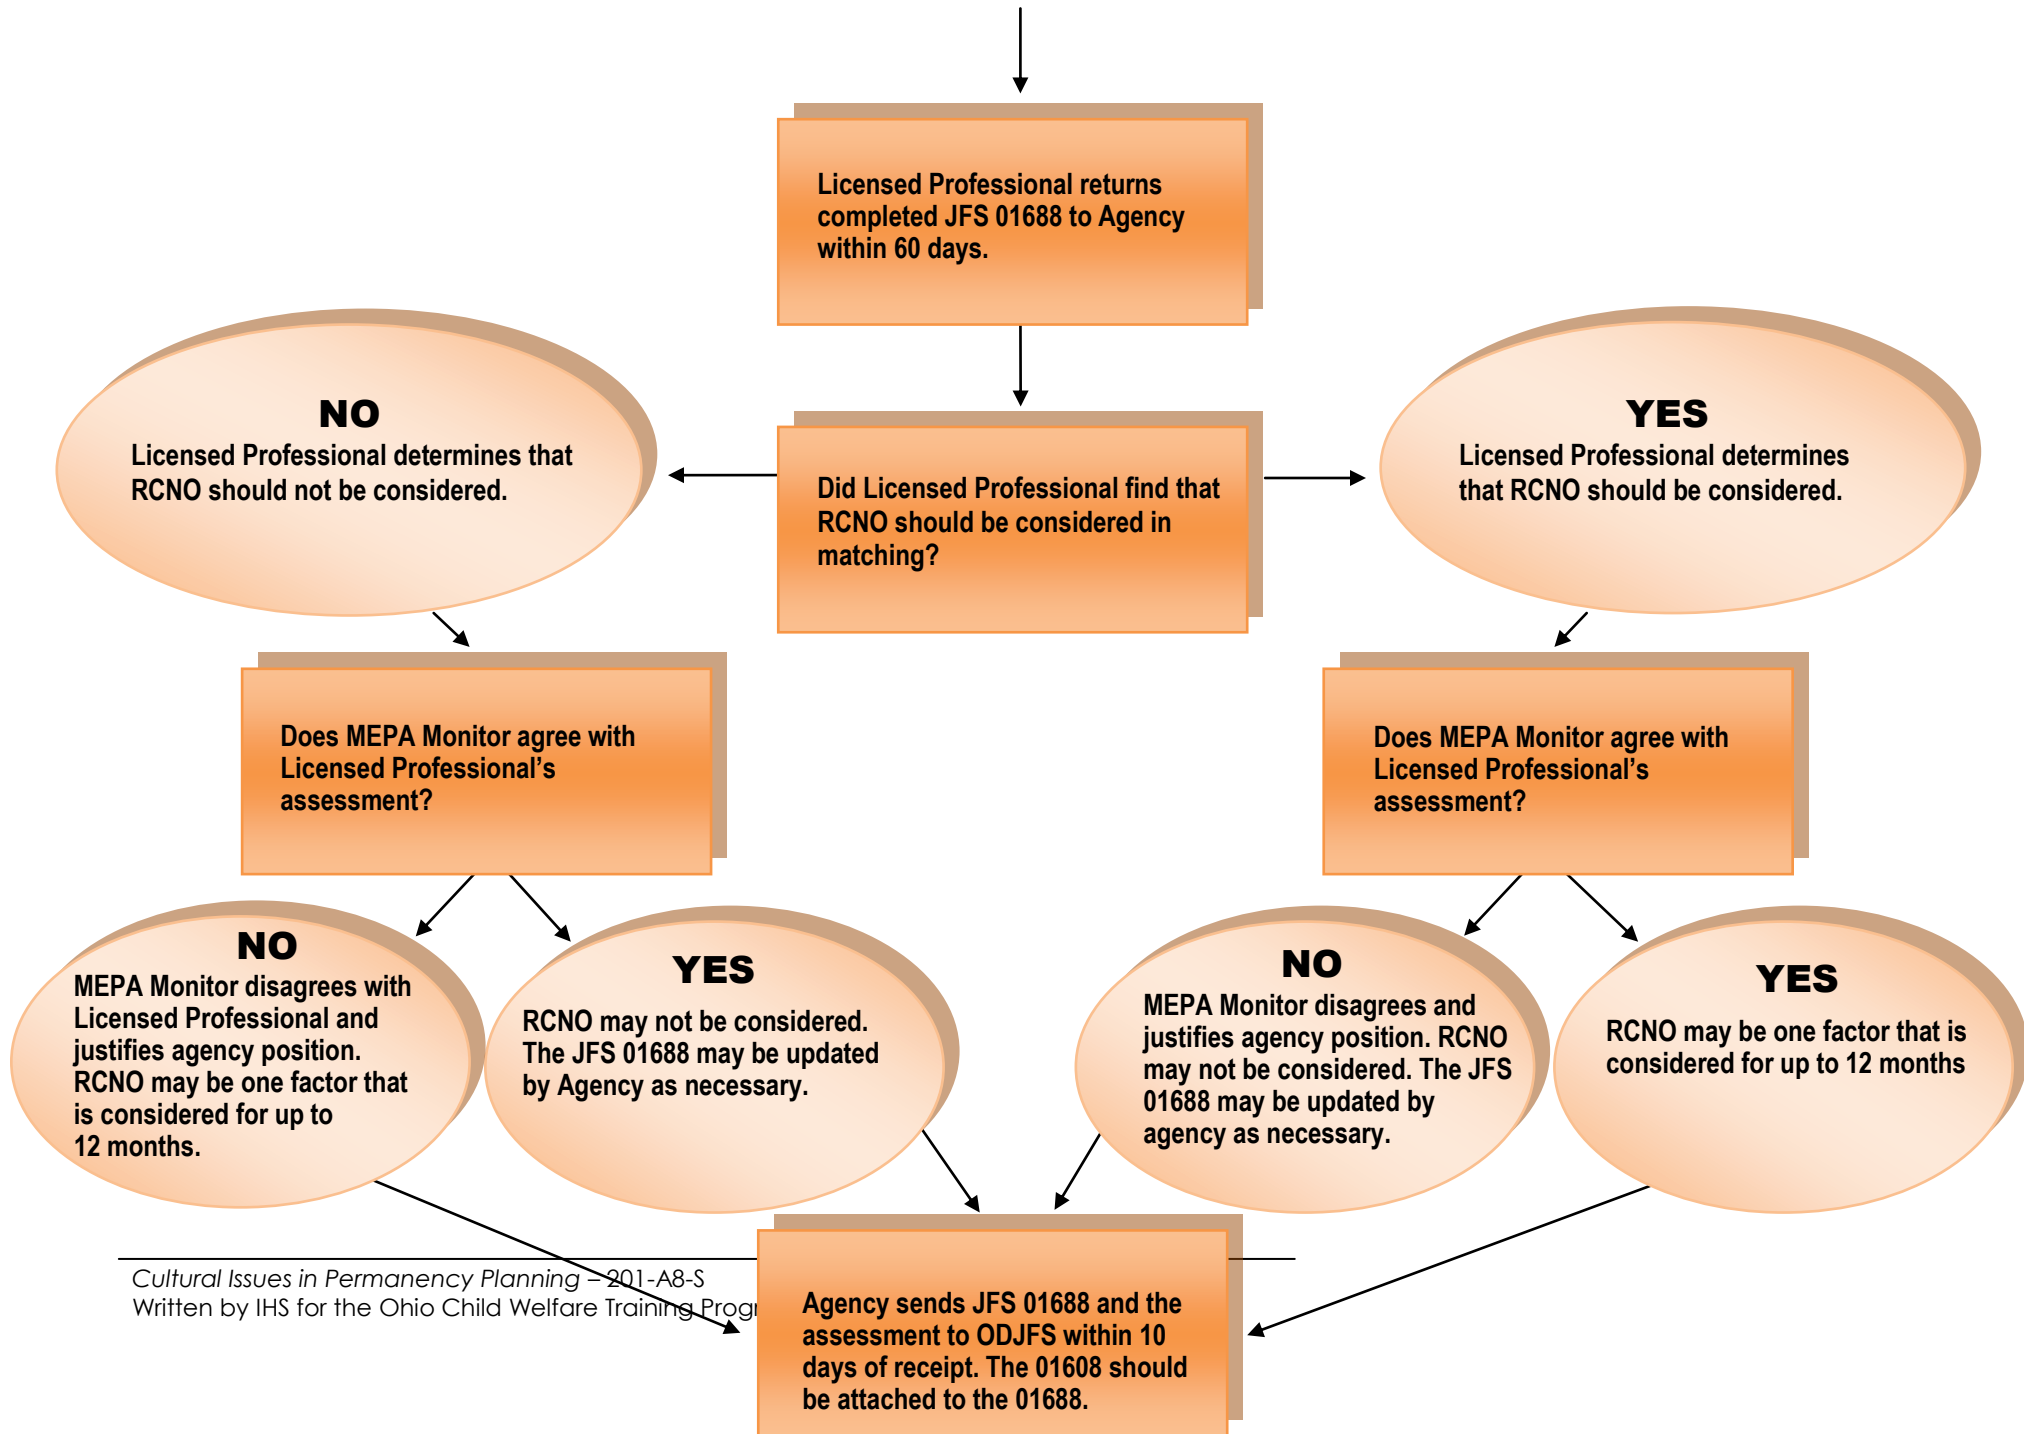 Licensed Professional returns
completed JFS 01688 to Agency
within 60 days.
NO
Licensed Professional determines that
RCNO should not be considered.
Did Licensed Professional find that
RCNO should be considered in
matching?
YES
Licensed Professional determines
that RCNO should be considered.
Does MEPA Monitor agree with
Licensed Professional’s
assessment?
Does MEPA Monitor agree with
Licensed Professional’s
assessment?
NO
MEPA Monitor disagrees with
Licensed Professional and
justifies agency position.
RCNO may be one factor that
is considered for up to
12 months.
YES
RCNO may not be considered.
The JFS 01688 may be updated
by Agency as necessary.
NO
MEPA Monitor disagrees and
justifies agency position. RCNO
may not be considered. The JFS
01688 may be updated by
agency as necessary.
YES
RCNO may be one factor that is
considered for up to 12 months
Agency sends JFS 01688 and the
assessment to ODJFS within 10
days of receipt. The 01608 should
be attached to the 01688.
Cultural Issues in Permanency Planning – 201-A8-S
Written by IHS for the Ohio Child Welfare Training